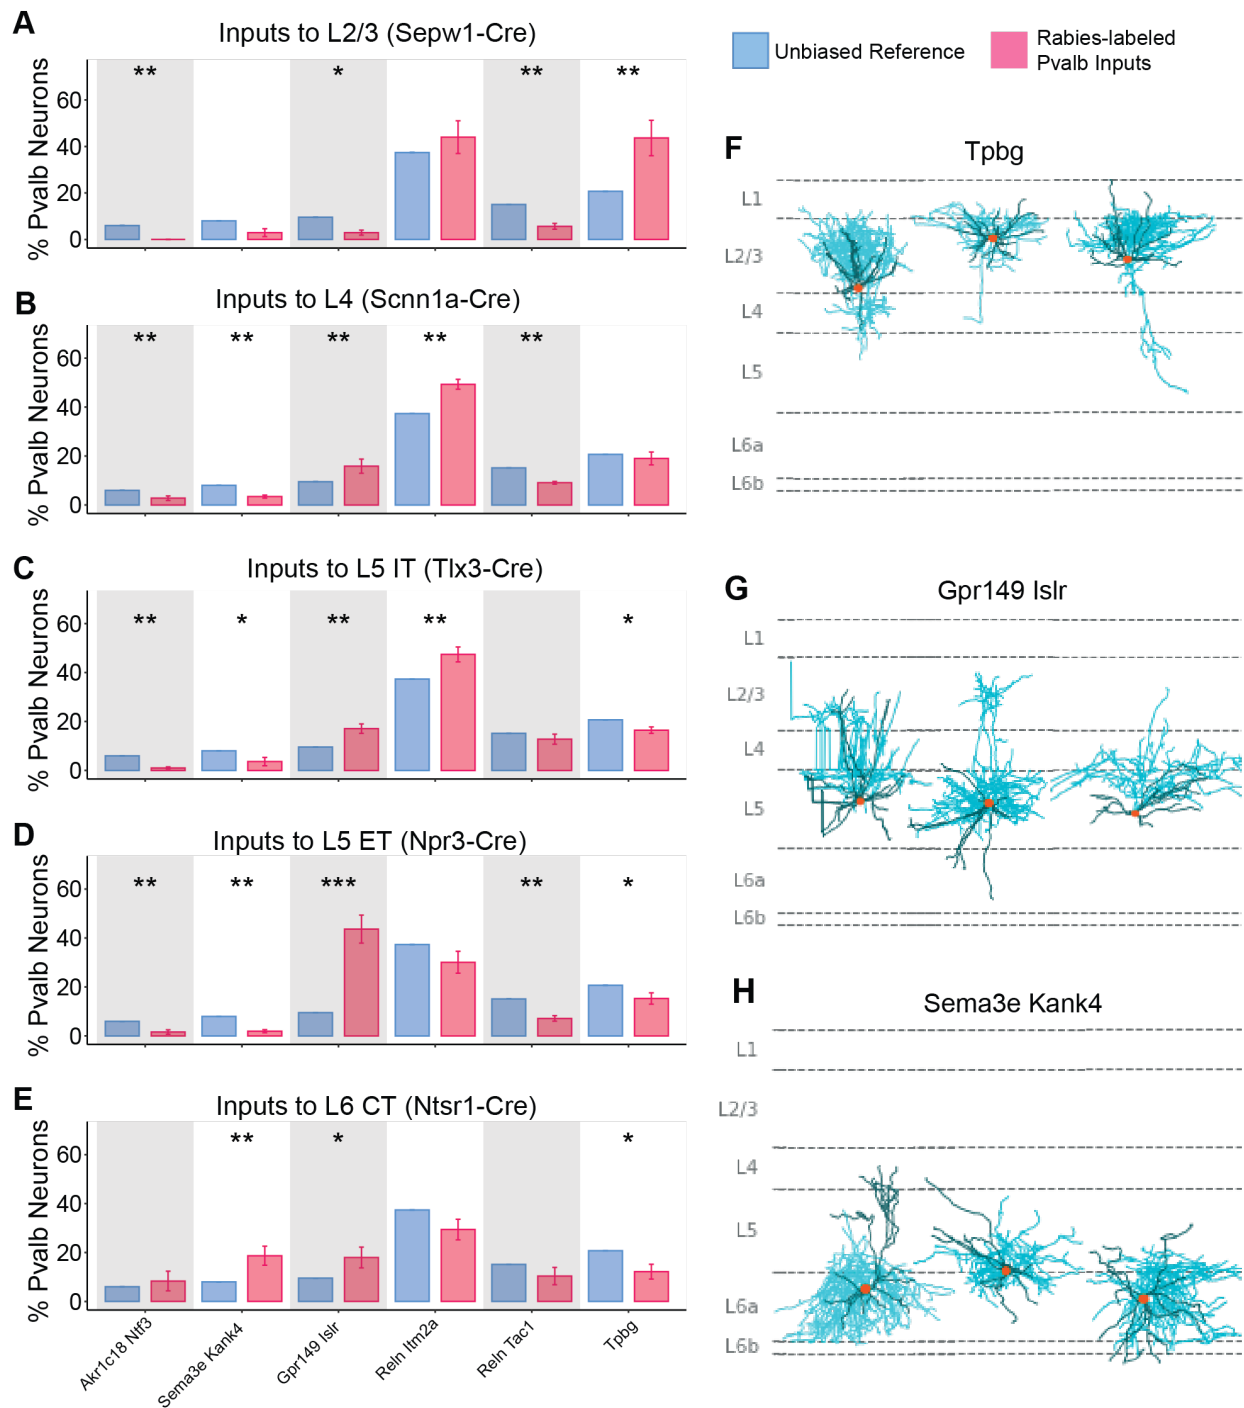 A
Inputs to L2/3 (Sepw1-Cre)
% Pvalb Neurons
60
40
20
0
** * ** **
B
Inputs to L4 (Scnn1a-Cre)
% Pvalb Neurons
60
40
20
0
** ** ** ** **
C
Inputs to L5 IT (Tlx3-Cre)
% Pvalb Neurons
60
40
20
0
** * ** ** *
D
Inputs to L5 ET (Npr3-Cre)
% Pvalb Neurons
60
40
20
0
** ** *** ** *
E
Inputs to L6 CT (Ntsr1-Cre)
% Pvalb Neurons
60
40
20
0
** * *
Akr1c18 Ntf3
Sema3e Kank4
Gpr149 Islr
Reln Itm2a
Reln Tac1
Tpbg
Unbiased Reference
Rabies-labeled
Pvalb Inputs
F
Tpbg
L1
L2/3
L4
L5
L6a
L6b
G
Gpr149 Islr
L1
L2/3
L4
L5
L6a
L6b
H
Sema3e Kank4
L1
L2/3
L4
L5
L6a
L6b